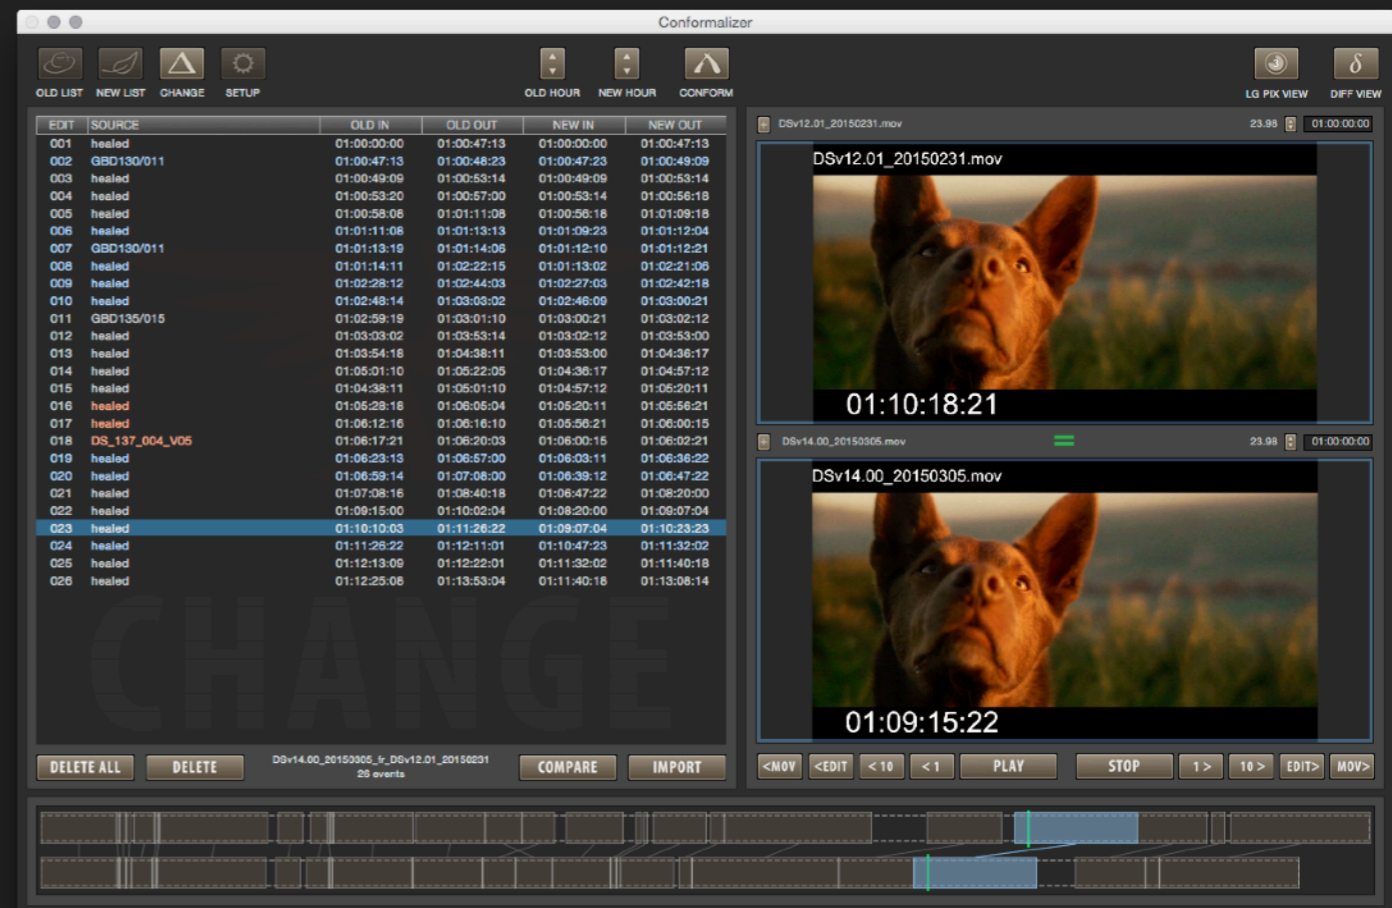 Conformalizer
OLD LIST NEW LIST CHANGE SETUP OLD HOUR NEW HOUR CONFORM LG PIX VIEW DIFF VIEW
EDIT SOURCE OLD IN OLD OUT NEW IN NEW OUT
001 healed 01:00:00:00 01:00:47:13 01:00:00:00 01:00:47:13
002 GBD130/011 01:00:47:13 01:00:48:23 01:00:47:23 01:00:49:09
003 healed 01:00:49:09 01:00:53:14 01:00:49:09 01:00:53:14
004 healed 01:00:53:20 01:00:57:00 01:00:53:14 01:00:56:18
005 healed 01:00:58:08 01:01:11:08 01:00:56:18 01:01:09:18
006 healed 01:01:11:08 01:01:13:13 01:01:09:23 01:01:12:04
007 GBD130/011 01:01:13:19 01:01:14:06 01:01:12:10 01:01:12:21
008 healed 01:01:14:11 01:02:22:15 01:01:13:02 01:02:21:06
009 healed 01:02:28:12 01:02:44:03 01:02:27:03 01:02:42:18
010 healed 01:02:48:14 01:03:03:02 01:02:46:09 01:03:00:21
011 GBD135/015 01:02:59:19 01:03:01:10 01:03:00:21 01:03:02:12
012 healed 01:03:03:02 01:03:53:14 01:03:02:12 01:03:53:00
013 healed 01:03:54:18 01:04:38:11 01:03:53:00 01:04:36:17
014 healed 01:05:01:10 01:05:22:05 01:04:36:17 01:04:57:12
015 healed 01:04:38:11 01:05:01:10 01:04:57:12 01:05:20:11
016 healed 01:05:28:18 01:06:05:04 01:05:20:11 01:05:56:21
017 healed 01:06:12:16 01:06:16:10 01:05:56:21 01:06:00:15
018 DS_137_004_V05 01:06:17:21 01:06:20:03 01:06:00:15 01:06:02:21
019 healed 01:06:23:13 01:06:57:00 01:06:03:11 01:06:36:22
020 healed 01:06:59:14 01:07:08:00 01:06:39:12 01:06:47:22
021 healed 01:07:08:16 01:08:40:18 01:06:47:22 01:08:20:00
022 healed 01:09:15:00 01:10:02:04 01:08:20:00 01:09:07:04
023 healed 01:10:10:03 01:11:26:22 01:09:07:04 01:10:23:23
024 healed 01:11:26:22 01:12:11:01 01:10:47:23 01:11:32:02
025 healed 01:12:13:09 01:12:22:01 01:11:32:02 01:11:40:18
026 healed 01:12:25:08 01:13:53:04 01:11:40:18 01:13:08:14
CHANGE
DELETE ALL DELETE DSv14.00_20150305_fr_DSv12.01_20150231 COMPARE IMPORT
26 events
DSv12.01_20150231.mov 23.98 01:00:00:00
DSv12.01_20150231.mov
01:10:18:21
DSv14.00_20150305.mov = 23.98 01:00:00:00
DSv14.00_20150305.mov
01:09:15:22
<MOV <EDIT < 10 < 1 PLAY STOP 1 > 10 > EDIT> MOV>